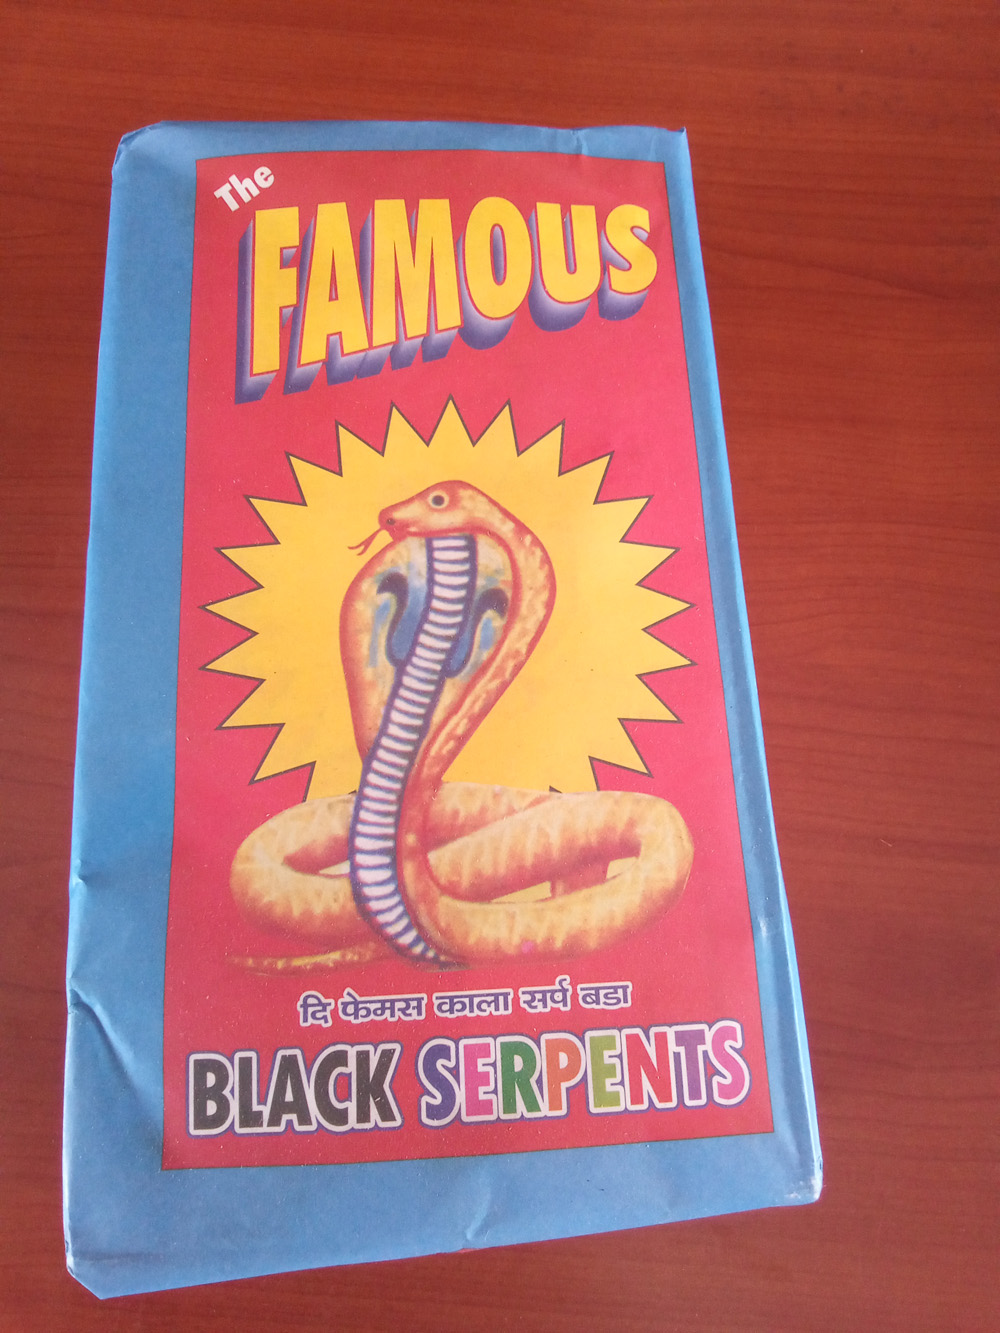 The
FAMOUS
दि फेमस काला सर्प बडा
BLACK SERPENTS